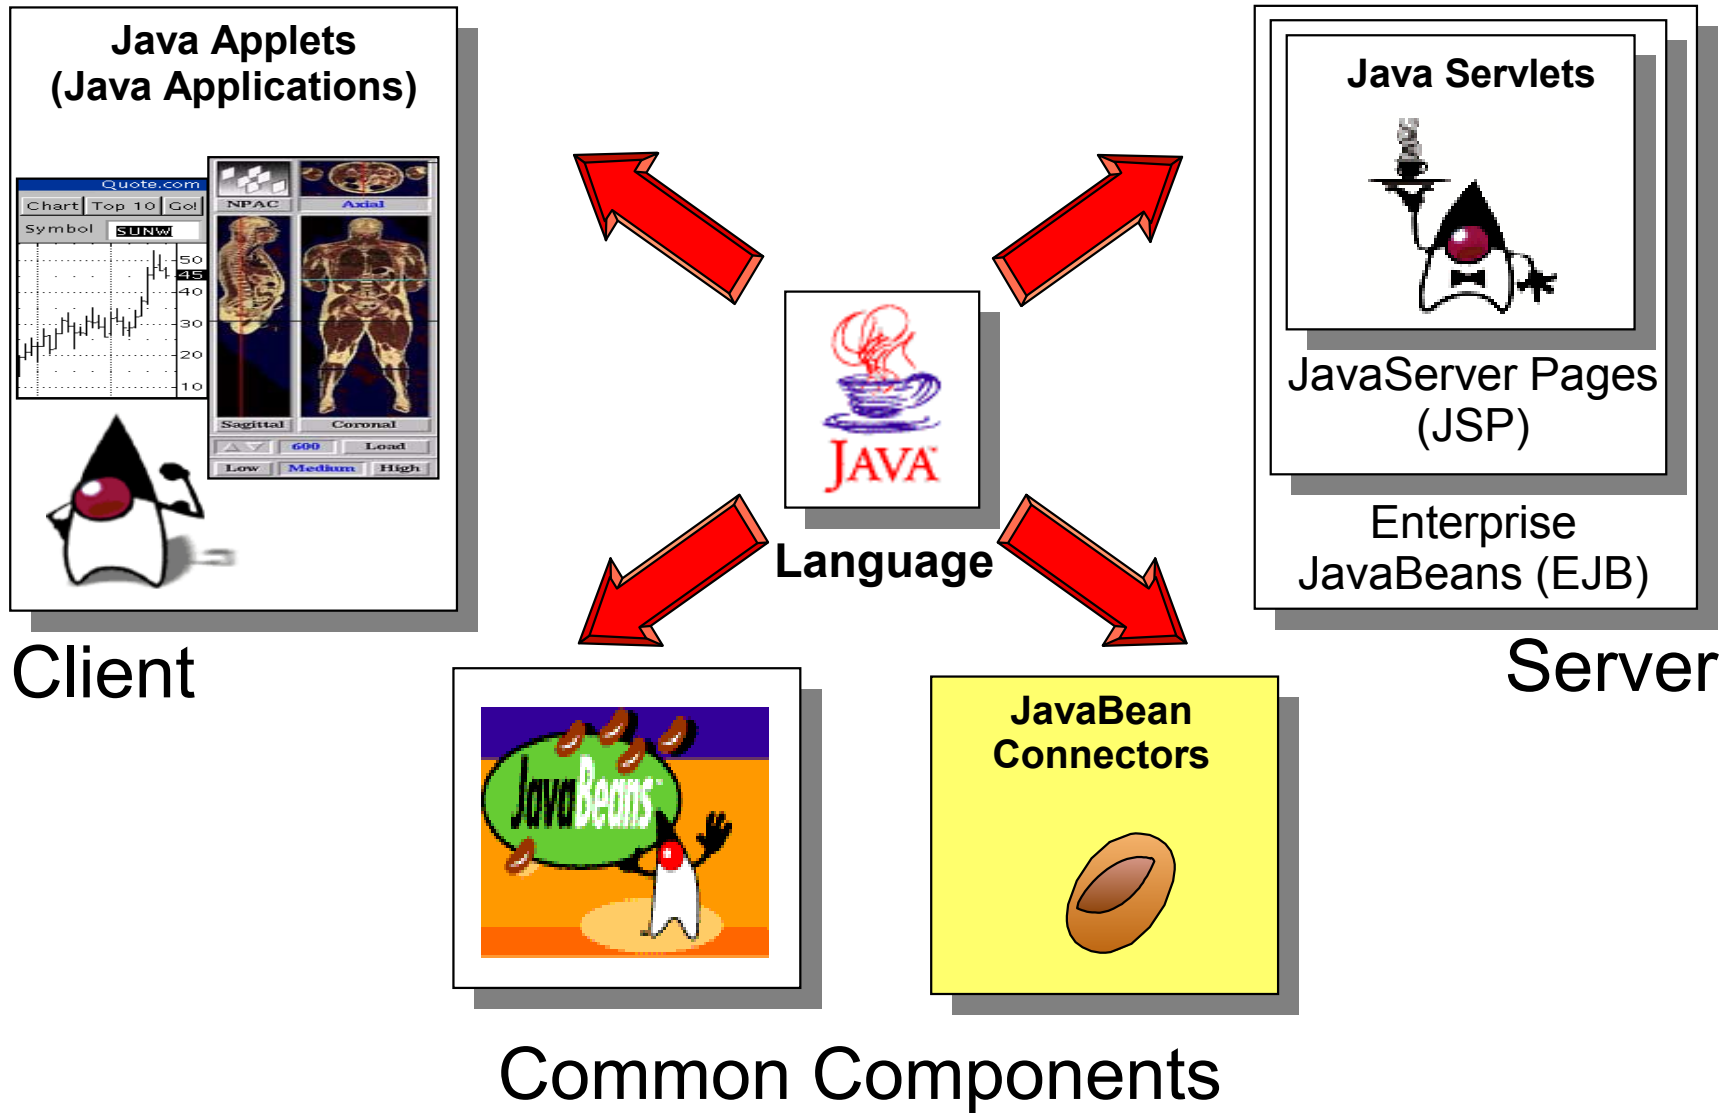 Java Applets
(Java Applications)
Quote.com
Chart Top 10 Go!
Symbol SUNW
50
45
40
30
20
10
NPAC Axial
Sagittal Coronal
600 Load
Low Medium High
Client
JAVA™
Language
Java Servlets
JavaServer Pages
(JSP)
Enterprise
JavaBeans (EJB)
Server
JavaBeans
JavaBean
Connectors
Common Components